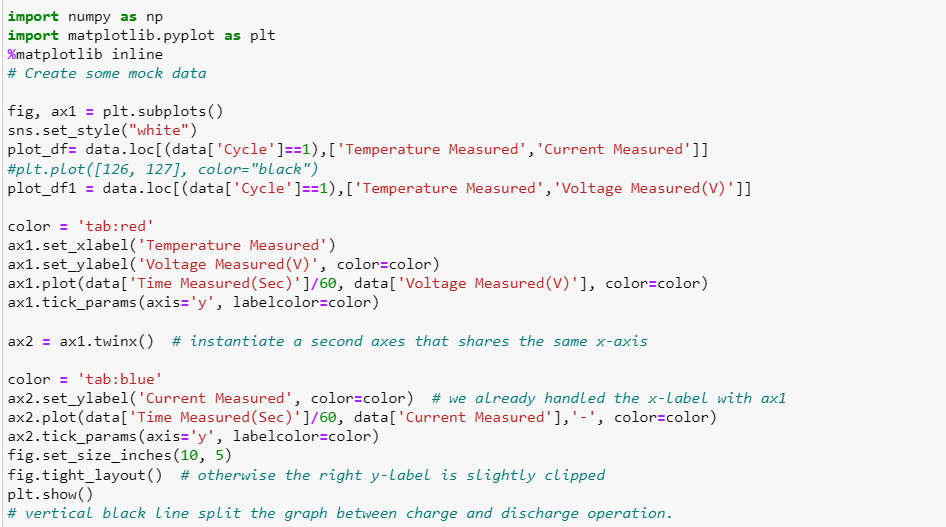 import numpy as np
import matplotlib.pyplot as plt
%matplotlib inline
# Create some mock data
fig, ax1 = plt.subplots()
sns.set_style("white")
plot_df= data.loc[(data['Cycle']==1),['Temperature Measured','Current Measured']]
#plt.plot([126, 127], color="black")
plot_df1 = data.loc[(data['Cycle']==1),['Temperature Measured','Voltage Measured(V)']]
color = 'tab:red'
ax1.set_xlabel('Temperature Measured')
ax1.set_ylabel('Voltage Measured(V)', color=color)
ax1.plot(data['Time Measured(Sec)']/60, data['Voltage Measured(V)'], color=color)
ax1.tick_params(axis='y', labelcolor=color)
ax2 = ax1.twinx()  # instantiate a second axes that shares the same x-axis
color = 'tab:blue'
ax2.set_ylabel('Current Measured', color=color)  # we already handled the x-label with ax1
ax2.plot(data['Time Measured(Sec)']/60, data['Current Measured'],'-', color=color)
ax2.tick_params(axis='y', labelcolor=color)
fig.set_size_inches(10, 5)
fig.tight_layout()  # otherwise the right y-label is slightly clipped
plt.show()
# vertical black line split the graph between charge and discharge operation.